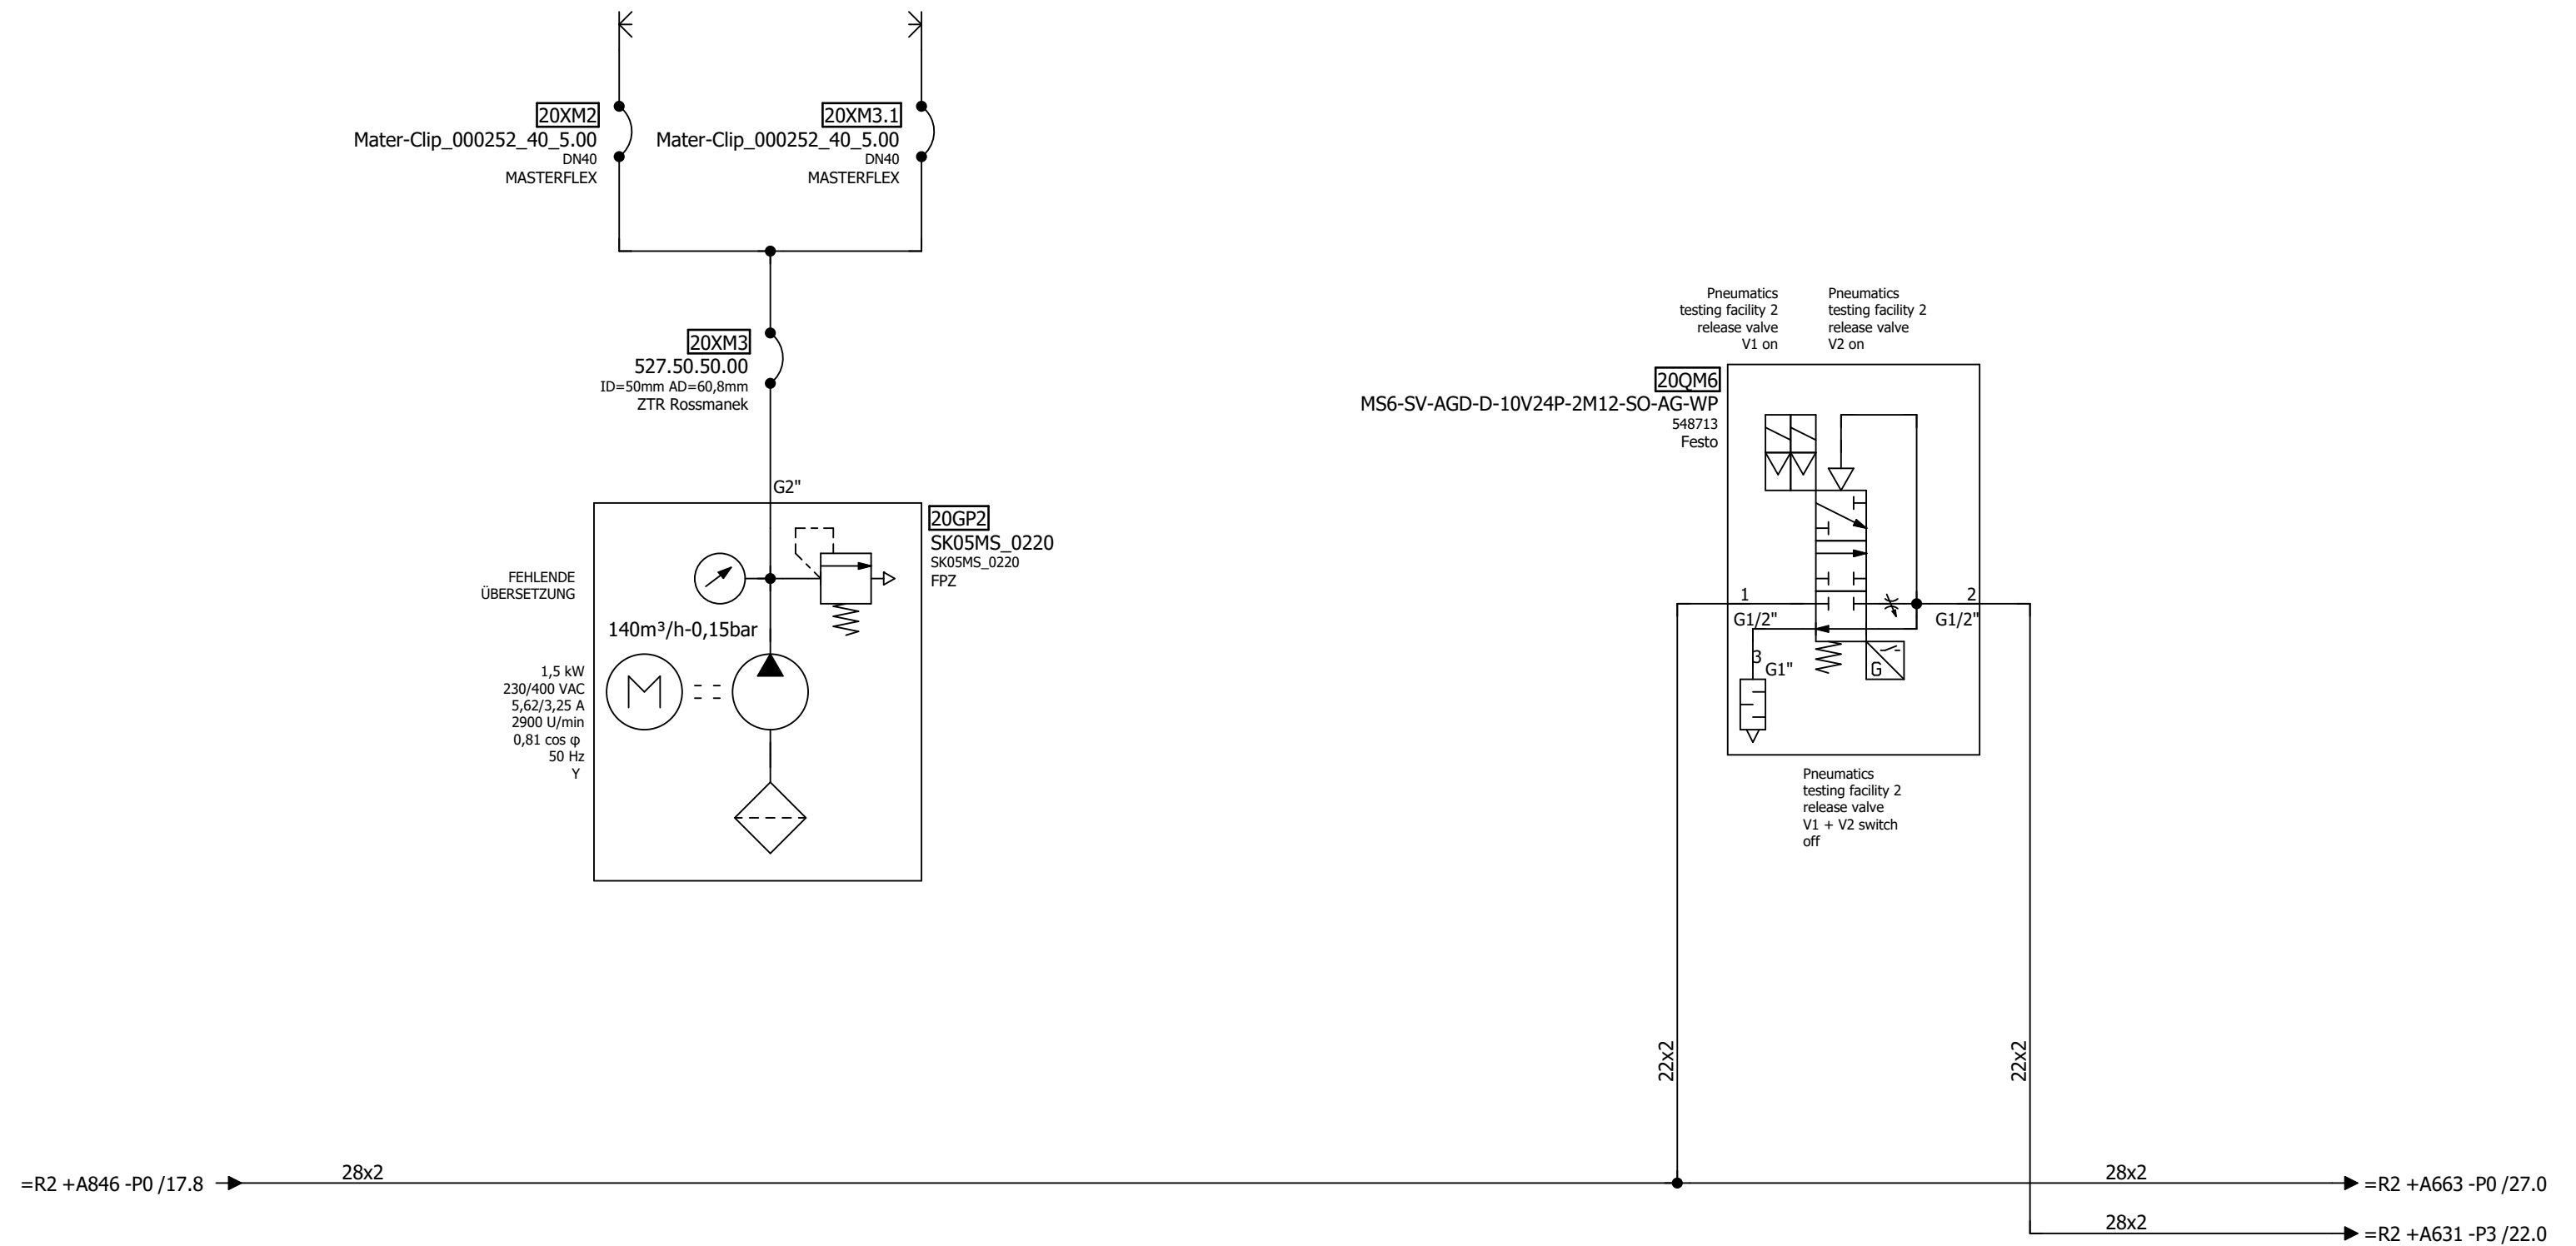 20XM2
Mater-Clip_000252_40_5.00
DN40
MASTERFLEX
20XM3.1
Mater-Clip_000252_40_5.00
DN40
MASTERFLEX
20XM3
527.50.50.00
ID=50mm AD=60,8mm
ZTR Rossmanek
G2"
20GP2
SK05MS_0220
SK05MS_0220
FPZ
FEHLENDE
ÜBERSETZUNG
140m³/h-0,15bar
1,5 kW
230/400 VAC
5,62/3,25 A
2900 U/min
0,81 cos φ
50 Hz
Y
M
Pneumatics
testing facility 2
release valve
V1 on
Pneumatics
testing facility 2
release valve
V2 on
20QM6
MS6-SV-AGD-D-10V24P-2M12-SO-AG-WP
548713
Festo
1
G1/2"
2
G1/2"
3
G1"
G
Pneumatics
testing facility 2
release valve
V1 + V2 switch
off
22x2
22x2
=R2 +A846 -P0 /17.8
28x2
28x2
=R2 +A663 -P0 /27.0
28x2
=R2 +A631 -P3 /22.0